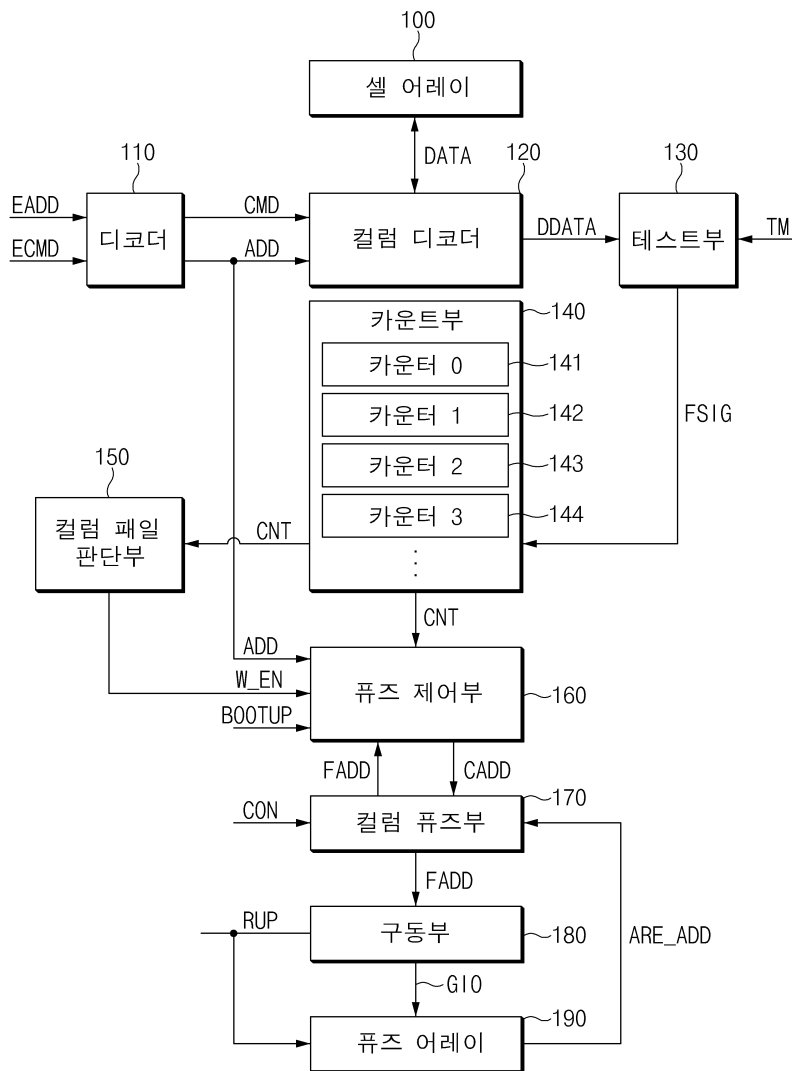 100
셀 어레이
DATA
110
120
130
EADD
ECMD
디코더
CMD
ADD
컬럼 디코더
DDATA
테스트부
TM
카운트부
140
카운터 0
141
카운터 1
142
카운터 2
143
카운터 3
144
FSIG
150
컬럼 패일
판단부
CNT
CNT
ADD
W_EN
BOOTUP
퓨즈 제어부
160
FADD
CADD
170
CON
컬럼 퓨즈부
FADD
RUP
구동부
180
ARE_ADD
GIO
190
퓨즈 어레이